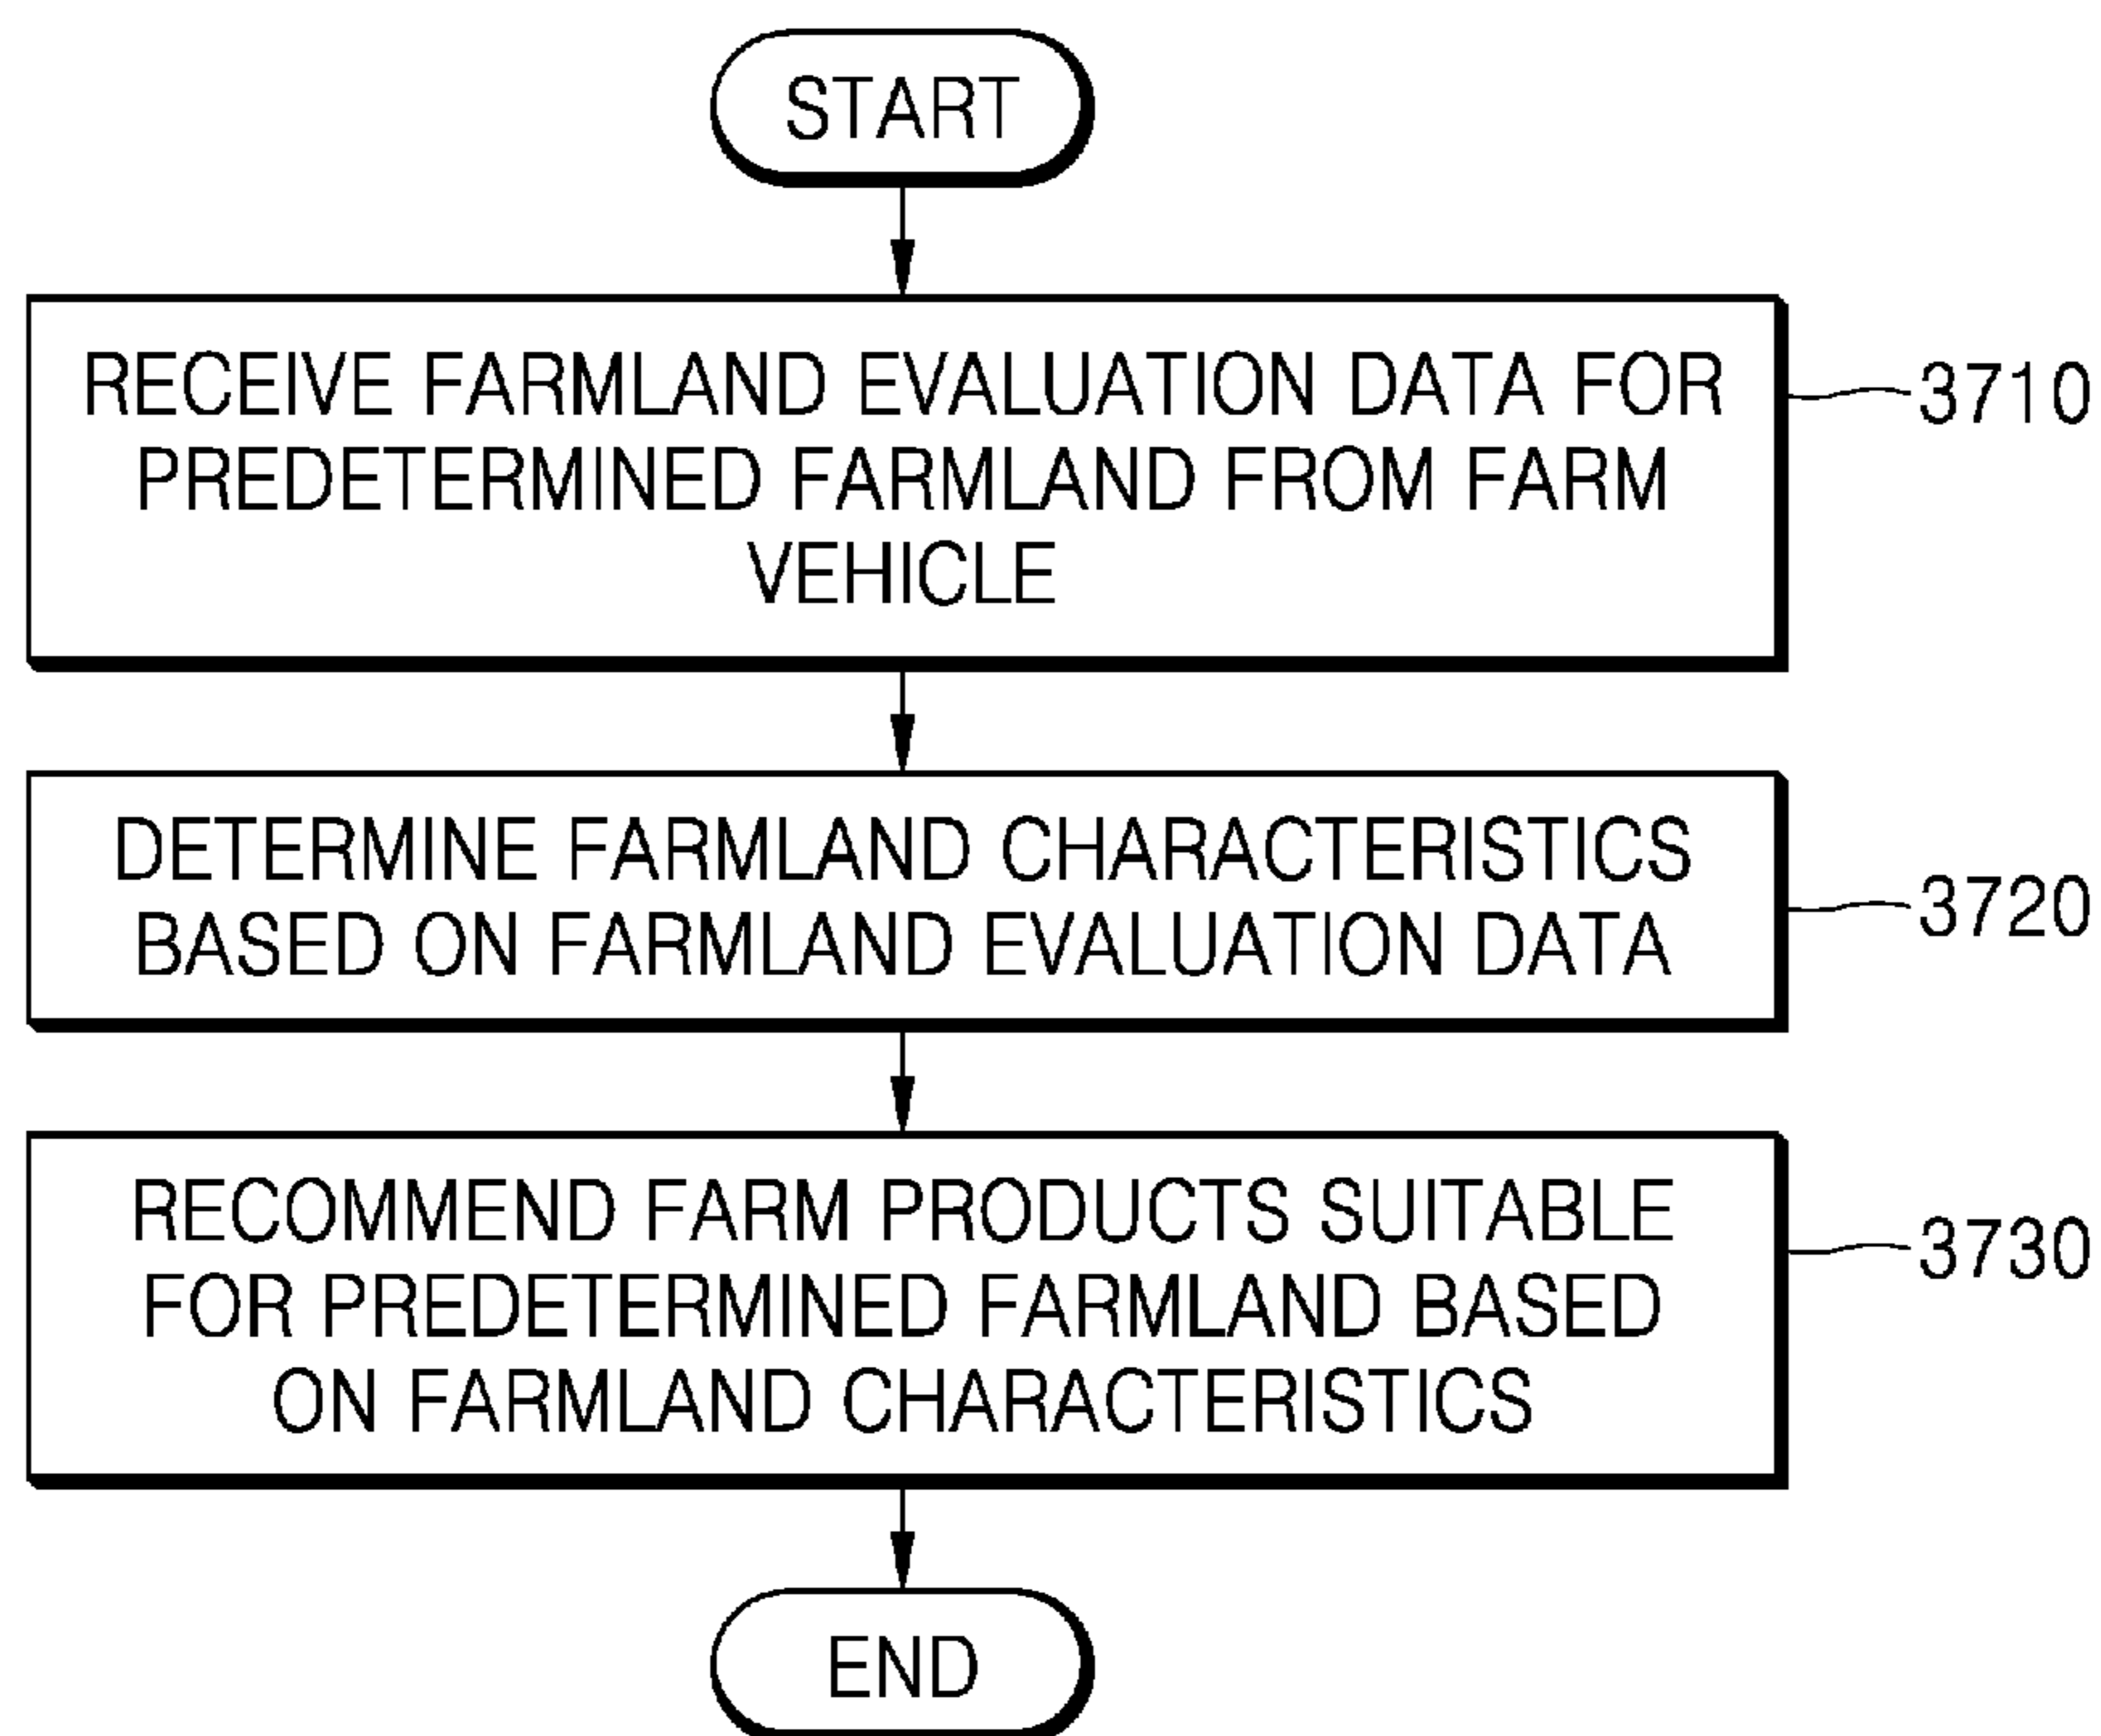 START
RECEIVE FARMLAND EVALUATION DATA FOR
PREDETERMINED FARMLAND FROM FARM
VEHICLE
3710
DETERMINE FARMLAND CHARACTERISTICS
BASED ON FARMLAND EVALUATION DATA
3720
RECOMMEND FARM PRODUCTS SUITABLE
FOR PREDETERMINED FARMLAND BASED
ON FARMLAND CHARACTERISTICS
3730
END